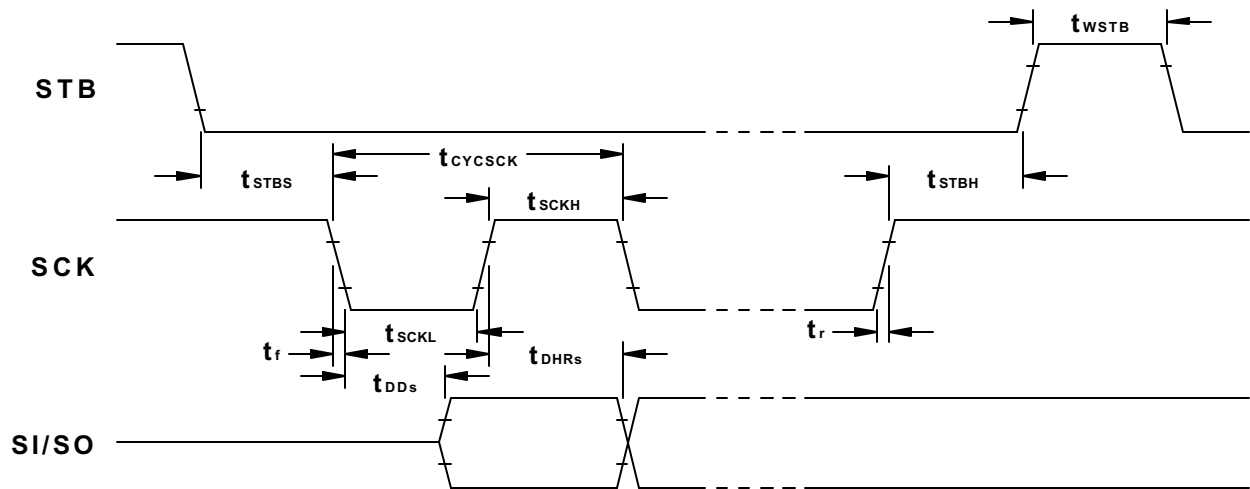 tWSTB
STB
tCYCSCK
tSTBS
tSTBH
tSCKH
SCK
tSCKL
tr
tf
tDHRs
tDDs
SI/SO